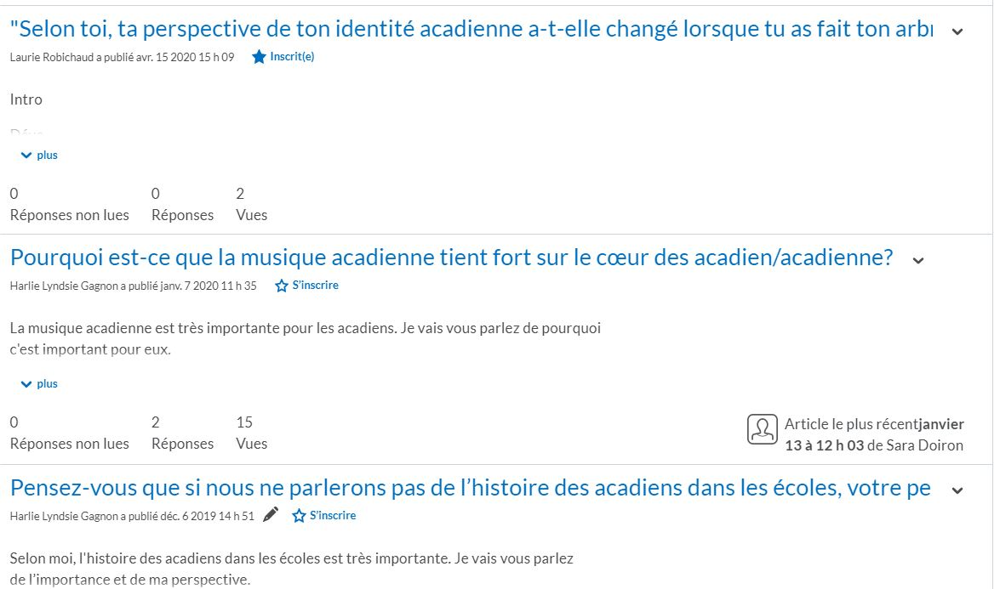 "Selon toi, ta perspective de ton identité acadienne a-t-elle changé lorsque tu as fait ton
Laurie Robichaud a publié avr. 15 2020 15 h 09 Inscrit(e)
Intro
plus
0 0 2
Réponses non lues Réponses Vues
Pourquoi est-ce que la musique acadienne tient fort sur le cœur des acadien/acadienne?
Harlie Lyndsie Gagnon a publié janv. 7 2020 11 h 35 S'inscrire
La musique acadienne est très importante pour les acadiens. Je vais vous parlez de pourquoi
c'est important pour eux.
plus
0 2 15
Réponses non lues Réponses Vues
Article le plus récentjanvier
13 à 12 h 03 de Sara Doiron
Pensez-vous que si nous ne parlerons pas de l’histoire des acadiens dans les écoles, votre pe
Harlie Lyndsie Gagnon a publié déc. 6 2019 14 h 51 S'inscrire
Selon moi, l'histoire des acadiens dans les écoles est très importante. Je vais vous parlez
de l’importance et de ma perspective.